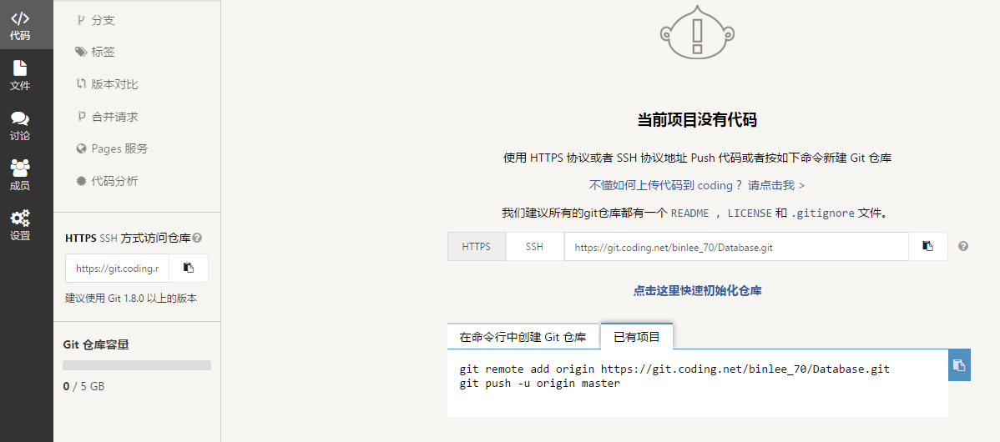 代码
文件
讨论
成员
设置
分支
标签
版本对比
合并请求
Pages 服务
代码分析
HTTPS SSH 方式访问仓库
https://git.coding.r
建议使用 Git 1.8.0 以上的版本
Git 仓库容量
0 / 5 GB
当前项目没有代码
使用 HTTPS 协议或者 SSH 协议地址 Push 代码或者按如下命令新建 Git 仓库
不懂如何上传代码到 coding ？请点击我 >
我们建议所有的git仓库都有一个 README , LICENSE 和 .gitignore 文件。
HTTPS SSH https://git.coding.net/binlee_70/Database.git
点击这里快速初始化仓库
在命令行中创建 Git 仓库 已有项目
git remote add origin https://git.coding.net/binlee_70/Database.git
git push -u origin master